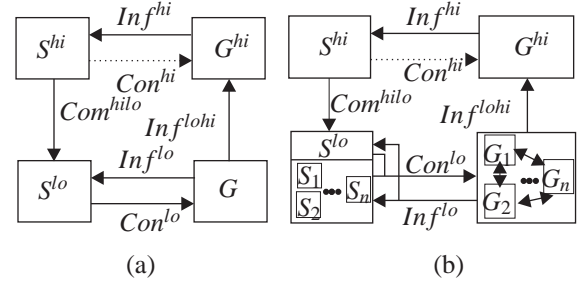 Inf^{hi} Inf^{hi}
S^{hi} G^{hi} S^{hi} G^{hi}
Con^{hi} Con^{hi}
Com^{hilo} Inf^{lohi} Com^{hilo} Inf^{lohi}
Inf^{lo} S^{lo} G_1
S^{lo} G S_1 Con^{lo} G_n
Con^{lo} S_2 S_n Inf^{lo} G_2
(a) (b)